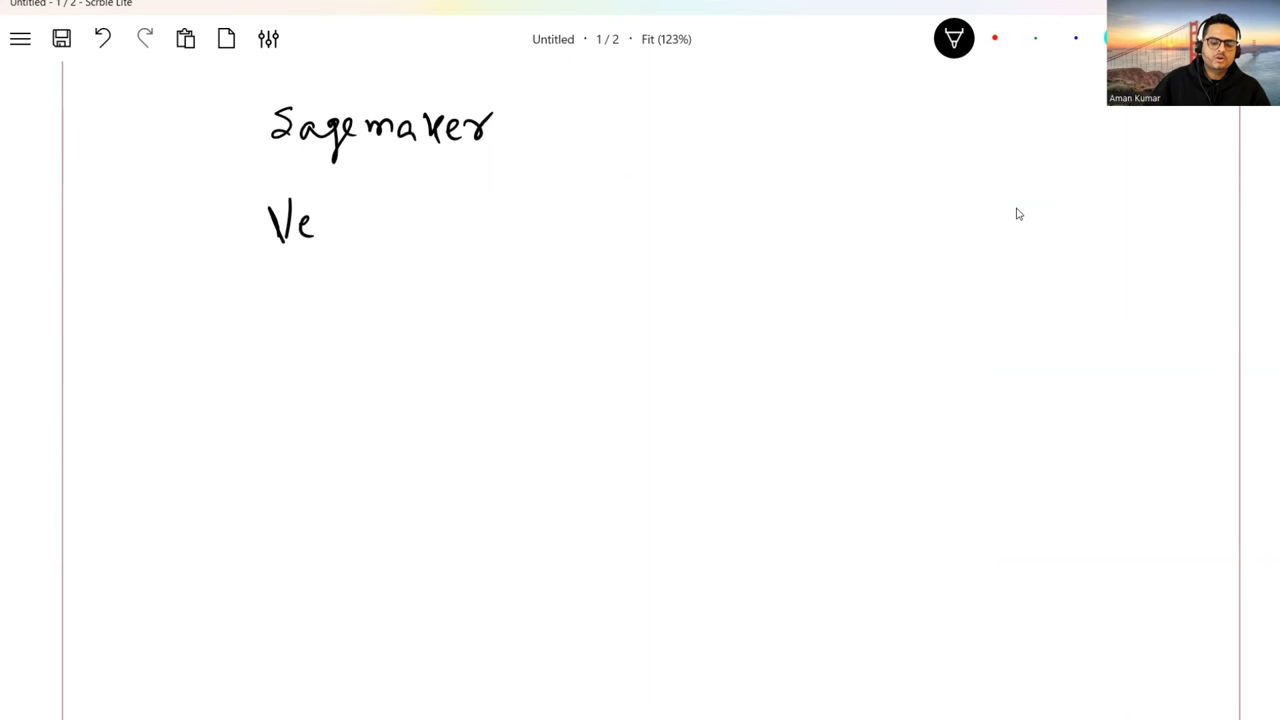 Untitled - 1 / 2 - Scrble Lite
Untitled • 1 / 2 • Fit (123%)
Aman Kumar
Sagemaker
Ve